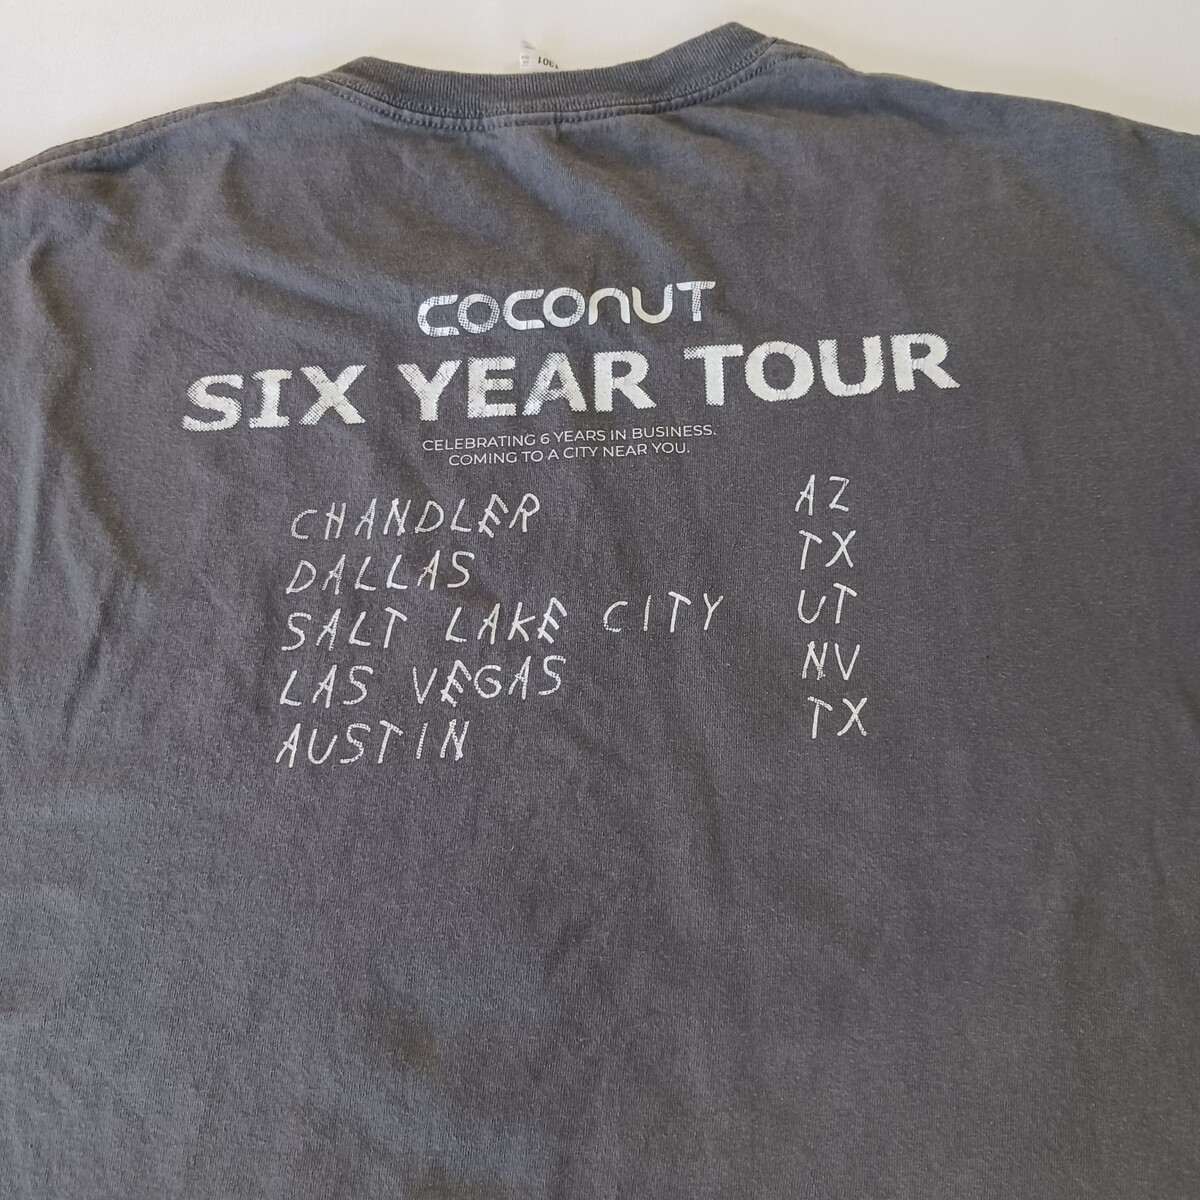 COCONUT
SIX YEAR TOUR
CELEBRATING 6 YEARS IN BUSINESS.
COMING TO A CITY NEAR YOU.
CHANDLER AZ
DALLAS TX
SALT LAKE CITY UT
LAS VEGAS NV
AUSTIN TX